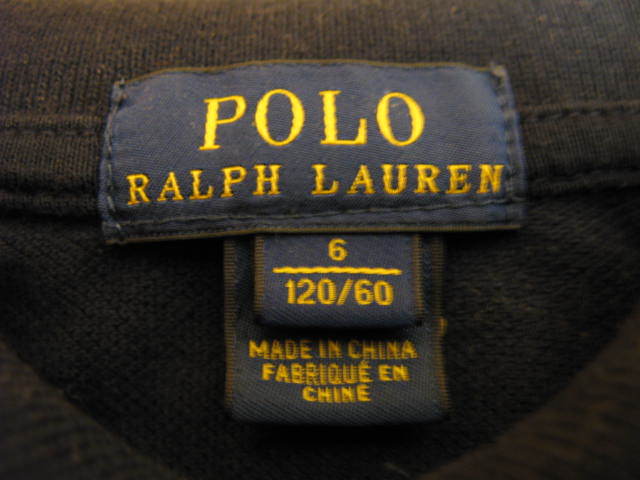 POLO
RALPH LAUREN
6
120/60
MADE IN CHINA
FABRIQUÉ EN
CHINE